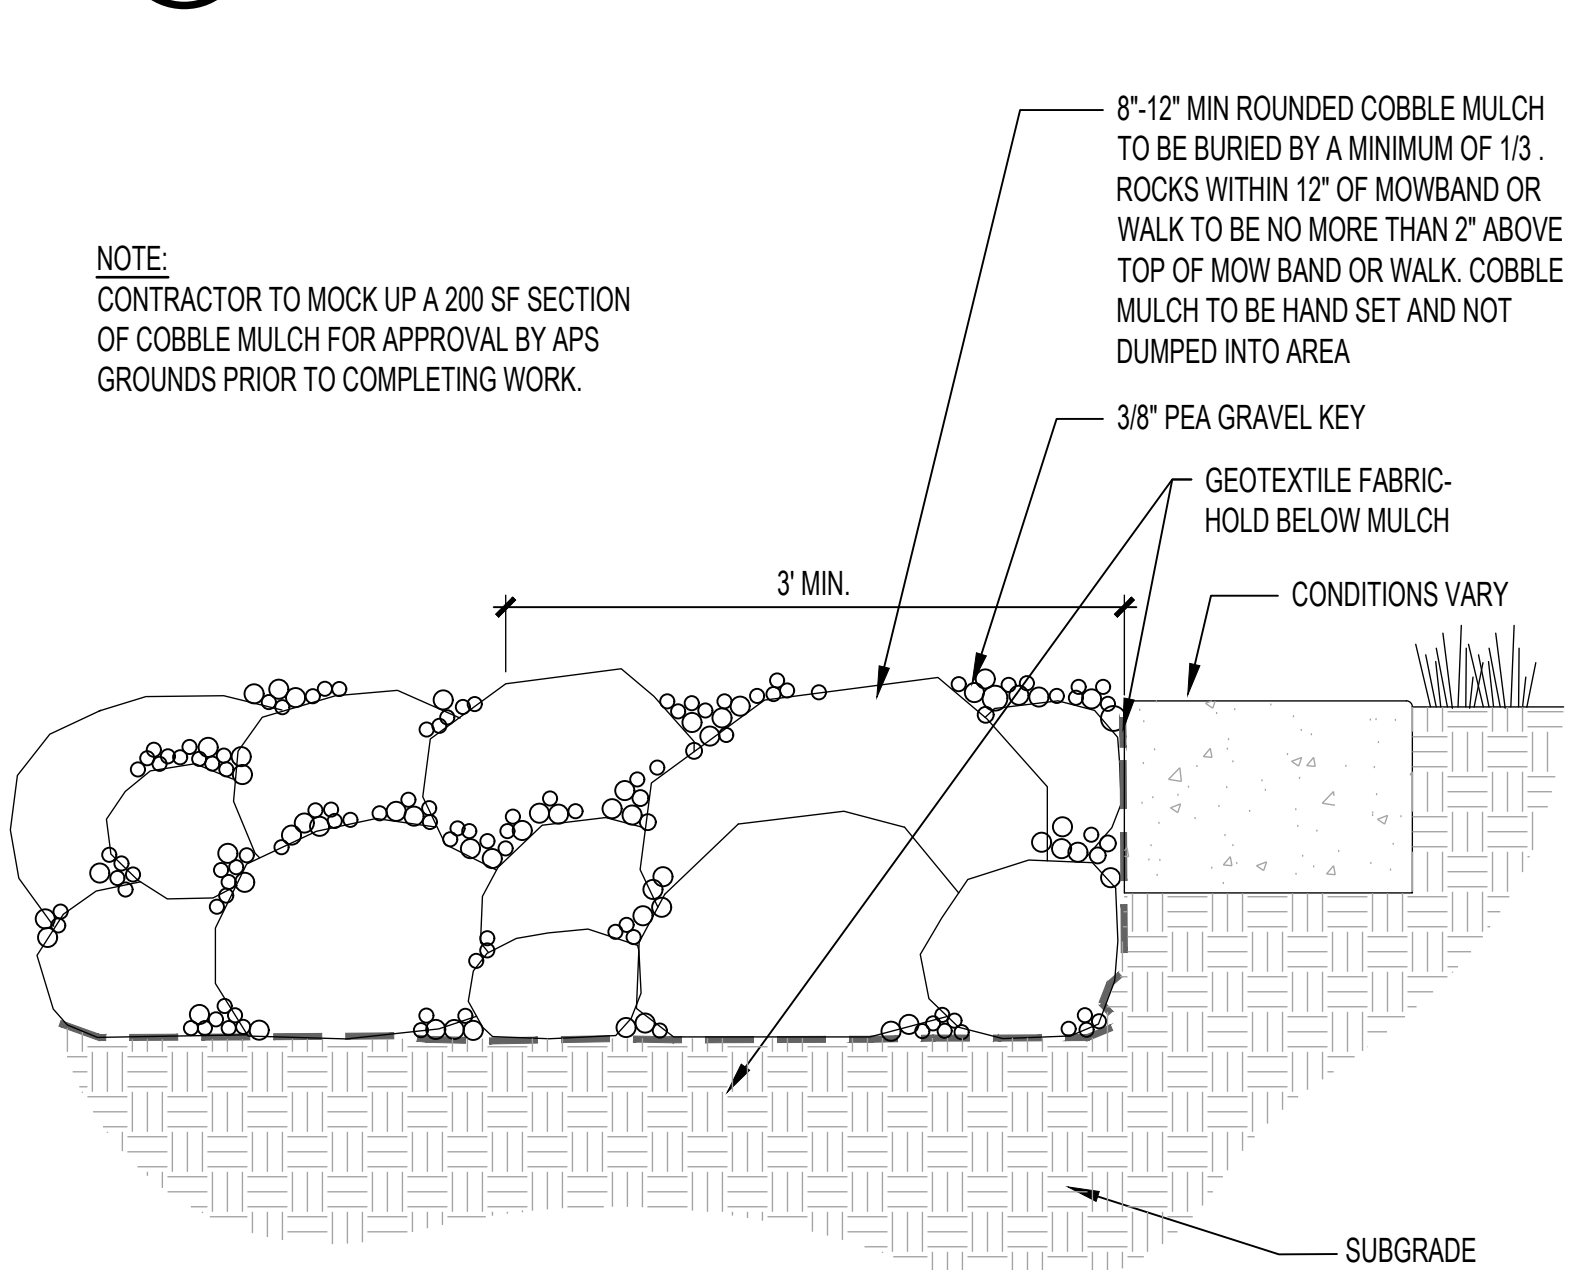 8"-12" MIN ROUNDED COBBLE MULCH
TO BE BURIED BY A MINIMUM OF 1/3 .
ROCKS WITHIN 12" OF MOWBAND OR
WALK TO BE NO MORE THAN 2" ABOVE
TOP OF MOW BAND OR WALK. COBBLE
MULCH TO BE HAND SET AND NOT
DUMPED INTO AREA
NOTE:
CONTRACTOR TO MOCK UP A 200 SF SECTION
OF COBBLE MULCH FOR APPROVAL BY APS
GROUNDS PRIOR TO COMPLETING WORK.
3/8" PEA GRAVEL KEY
GEOTEXTILE FABRIC-
HOLD BELOW MULCH
3' MIN.
CONDITIONS VARY
SUBGRADE